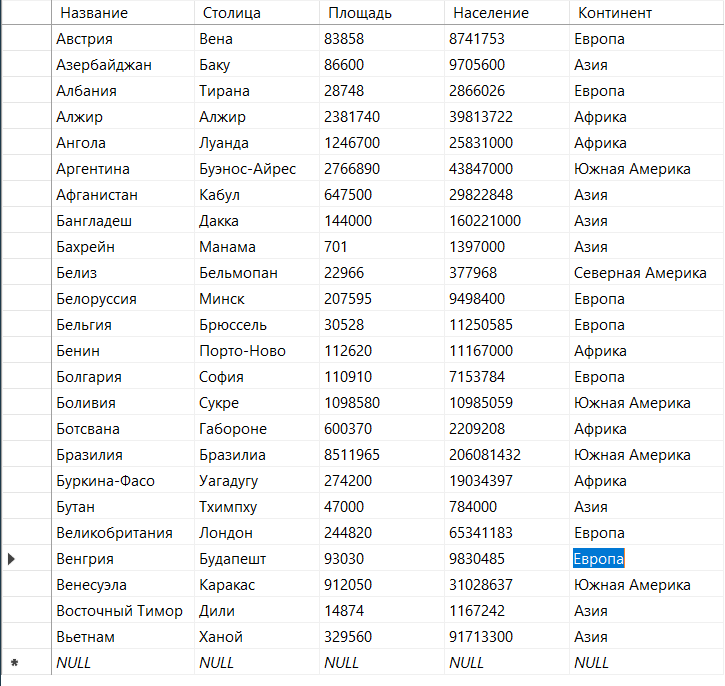 Название Столица Площадь Население Континент
Австрия Вена 83858 8741753 Европа
Азербайджан Баку 86600 9705600 Азия
Албания Тирана 28748 2866026 Европа
Алжир Алжир 2381740 39813722 Африка
Ангола Луанда 1246700 25831000 Африка
Аргентина Буэнос-Айрес 2766890 43847000 Южная Америка
Афганистан Кабул 647500 29822848 Азия
Бангладеш Дакка 144000 160221000 Азия
Бахрейн Манама 701 1397000 Азия
Белиз Бельмопан 22966 377968 Северная Америка
Белоруссия Минск 207595 9498400 Европа
Бельгия Брюссель 30528 11250585 Европа
Бенин Порто-Ново 112620 11167000 Африка
Болгария София 110910 7153784 Европа
Боливия Сукре 1098580 10985059 Южная Америка
Ботсвана Габороне 600370 2209208 Африка
Бразилия Бразилиа 8511965 206081432 Южная Америка
Буркина-Фасо Уагадугу 274200 19034397 Африка
Бутан Тхимпху 47000 784000 Азия
Великобритания Лондон 244820 65341183 Европа
Венгрия Будапешт 93030 9830485 Европа
Венесуэла Каракас 912050 31028637 Южная Америка
Восточный Тимор Дили 14874 1167242 Азия
Вьетнам Ханой 329560 91713300 Азия
NULL NULL NULL NULL NULL